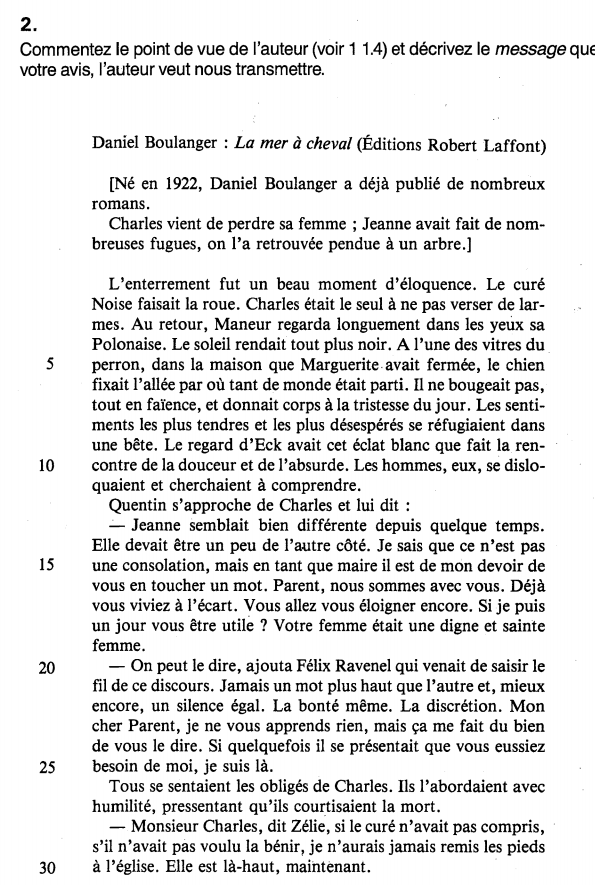 2.
Commentez le point de vue de l'auteur (voir 1 1.4) et décrivez le message que
votre avis, l'auteur veut nous transmettre.
Daniel Boulanger : La mer à cheval (Éditions Robert Laffont)
[Né en 1922, Daniel Boulanger a déjà publié de nombreux
romans.
Charles vient de perdre sa femme ; Jeanne avait fait de nom-
breuses fugues, on l'a retrouvée pendue à un arbre.]
L'enterrement fut un beau moment d'éloquence. Le curé
Noise faisait la roue. Charles était le seul à ne pas verser de lar-
mes. Au retour, Maneur regarda longuement dans les yeux sa
Polonaise. Le soleil rendait tout plus noir. A l'une des vitres du
5 perron, dans la maison que Marguerite avait fermée, le chien
fixait l'allée par où tant de monde était parti. Il ne bougeait pas,
tout en faïence, et donnait corps à la tristesse du jour. Les senti-
ments les plus tendres et les plus désespérés se réfugiaient dans
une bête. Le regard d'Eck avait cet éclat blanc que fait la ren-
10 contre de la douceur et de l'absurde. Les hommes, eux, se dislo-
quaient et cherchaient à comprendre.
Quentin s'approche de Charles et lui dit :
— Jeanne semblait bien différente depuis quelque temps.
Elle devait être un peu de l'autre côté. Je sais que ce n'est pas
15 une consolation, mais en tant que maire il est de mon devoir de
vous en toucher un mot. Parent, nous sommes avec vous. Déjà
vous viviez à l'écart. Vous allez vous éloigner encore. Si je puis
un jour vous être utile ? Votre femme était une digne et sainte
femme.
20 — On peut le dire, ajouta Félix Ravenel qui venait de saisir le
fil de ce discours. Jamais un mot plus haut que l'autre et, mieux
encore, un silence égal. La bonté même. La discrétion. Mon
cher Parent, je ne vous apprends rien, mais ça me fait du bien
de vous le dire. Si quelquefois il se présentait que vous eussiez
25 besoin de moi, je suis là.
Tous se sentaient les obligés de Charles. Ils l'abordaient avec
humilité, pressentant qu'ils courtisaient la mort.
— Monsieur Charles, dit Zélie, si le curé n'avait pas compris,
s'il n'avait pas voulu la bénir, je n'aurais jamais remis les pieds
30 à l'église. Elle est là-haut, maintenant.